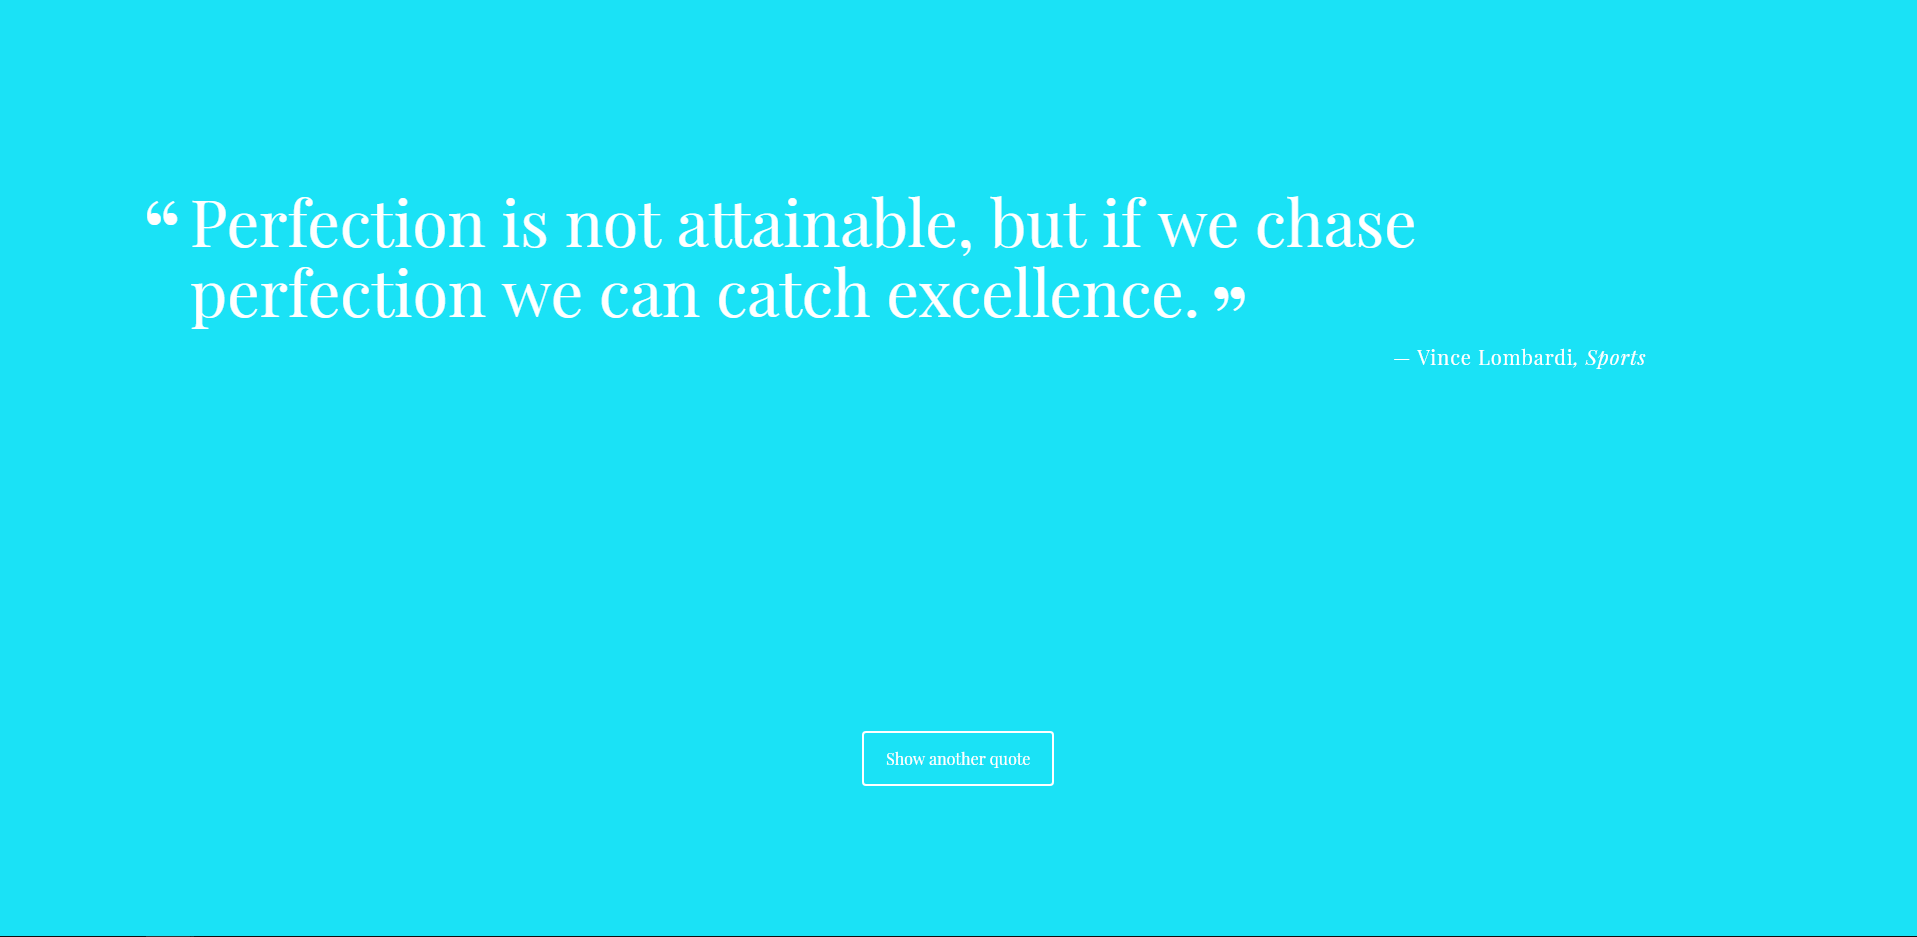 “ Perfection is not attainable, but if we chase
perfection we can catch excellence. ”
— Vince Lombardi, Sports
Show another quote